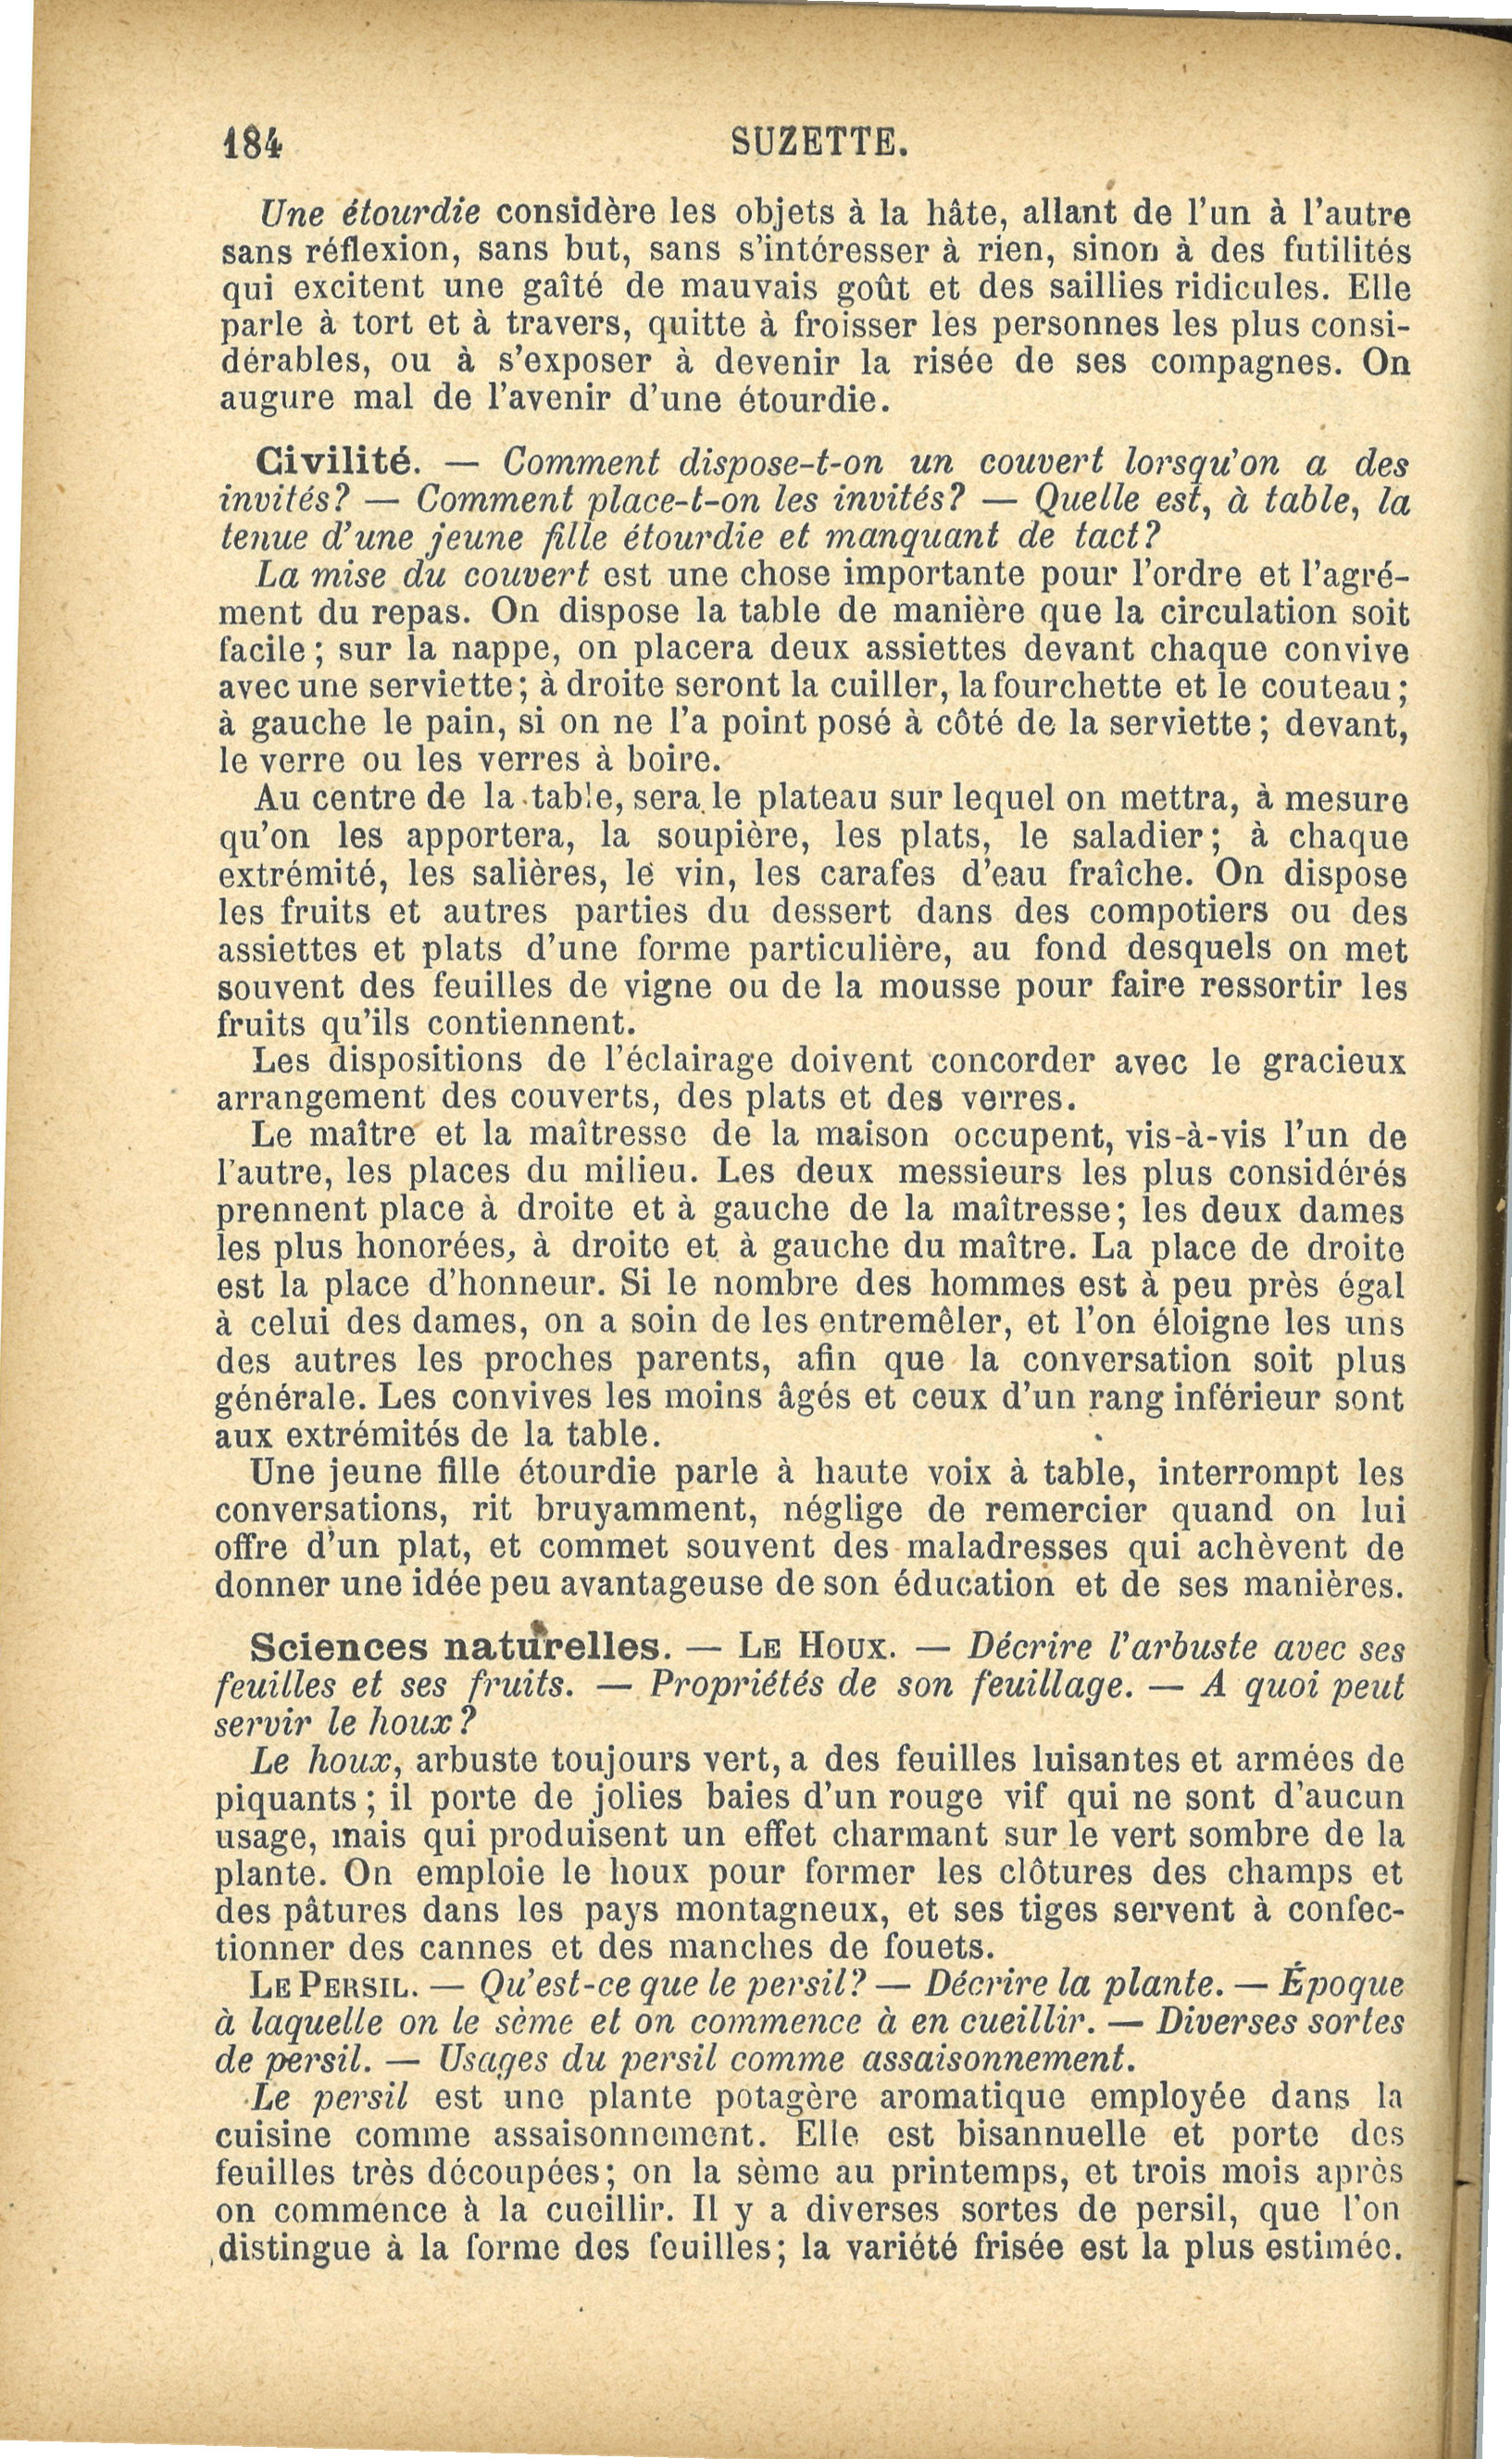 184 SUZETTE.
Une étourdie considère les objets à la hâte, allant de l'un à l'autre
sans réflexion, sans but, sans s'intéresser à rien, sinon à des futilités
qui excitent une gaîté de mauvais goût et des saillies ridicules. Elle
parle à tort et à travers, quitte à froisser les personnes les plus consi-
dérables, ou à s'exposer à devenir la risée de ses compagnes. On
augure mal de l'avenir d'une étourdie.
Civilité. — Comment dispose-t-on un couvert lorsqu'on a des
invités? — Comment place-t-on les invités? — Quelle est, à table, la
tenue d'une jeune fille étourdie et manquant de tact?
La mise du couvert est une chose importante pour l'ordre et l'agré-
ment du repas. On dispose la table de manière que la circulation soit
facile; sur la nappe, on placera deux assiettes devant chaque convive
avec une serviette; à droite seront la cuiller, la fourchette et le couteau;
à gauche le pain, si on ne l'a point posé à côté de la serviette; devant,
le verre ou les verres à boire.
Au centre de la table, sera le plateau sur lequel on mettra, à mesure
qu'on les apportera, la soupière, les plats, le saladier; à chaque
extrémité, les salières, le vin, les carafes d'eau fraîche. On dispose
les fruits et autres parties du dessert dans des compotiers ou des
assiettes et plats d'une forme particulière, au fond desquels on met
souvent des feuilles de vigne ou de la mousse pour faire ressortir les
fruits qu'ils contiennent.
Les dispositions de l'éclairage doivent concorder avec le gracieux
arrangement des couverts, des plats et des verres.
Le maître et la maîtresse de la maison occupent, vis-à-vis l'un de
l'autre, les places du milieu. Les deux messieurs les plus considérés
prennent place à droite et à gauche de la maîtresse; les deux dames
les plus honorées, à droite et à gauche du maître. La place de droite
est la place d'honneur. Si le nombre des hommes est à peu près égal
à celui des dames, on a soin de les entremêler, et l'on éloigne les uns
des autres les proches parents, afin que la conversation soit plus
générale. Les convives les moins âgés et ceux d'un rang inférieur sont
aux extrémités de la table.
Une jeune fille étourdie parle à haute voix à table, interrompt les
conversations, rit bruyamment, néglige de remercier quand on lui
offre d'un plat, et commet souvent des maladresses qui achèvent de
donner une idée peu avantageuse de son éducation et de ses manières.
Sciences naturelles. — LE HOUX. — Décrire l'arbuste avec ses
feuilles et ses fruits. — Propriétés de son feuillage. — A quoi peut
servir le houx?
Le houx, arbuste toujours vert, a des feuilles luisantes et armées de
piquants; il porte de jolies baies d'un rouge vif qui ne sont d'aucun
usage, mais qui produisent un effet charmant sur le vert sombre de la
plante. On emploie le houx pour former les clôtures des champs et
des pâtures dans les pays montagneux, et ses tiges servent à confec-
tionner des cannes et des manches de fouets.
LE PERSIL. — Qu'est-ce que le persil? — Décrire la plante. — Époque
à laquelle on le sème et on commence à en cueillir. — Diverses sortes
de persil. — Usages du persil comme assaisonnement.
Le persil est une plante potagère aromatique employée dans la
cuisine comme assaisonnement. Elle est bisannuelle et porte des
feuilles très découpées; on la sème au printemps, et trois mois après
on commence à la cueillir. Il y a diverses sortes de persil, que l'on
distingue à la forme des feuilles; la variété frisée est la plus estimée.